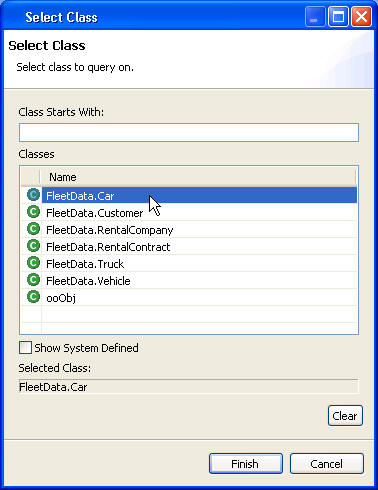 Select Class
Select Class
Select class to query on.
Class Starts With:
Classes
Name
C FleetData.Car
C FleetData.Customer
C FleetData.RentalCompany
C FleetData.RentalContract
C FleetData.Truck
C FleetData.Vehicle
C ooObj
Show System Defined
Selected Class:
FleetData.Car
Clear
Finish Cancel